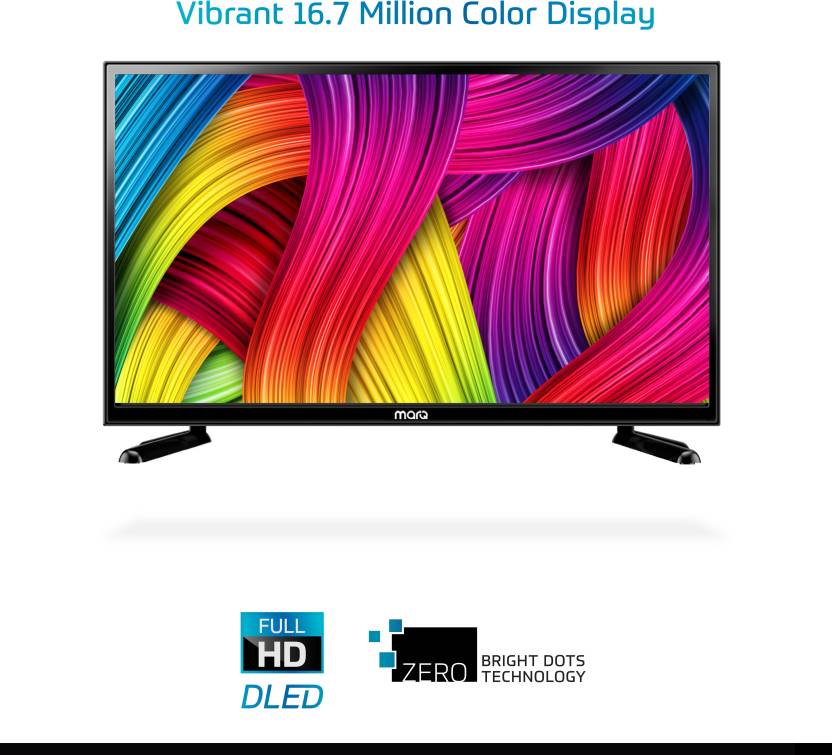 Vibrant 16.7 Million Color Display
marQ
FULL
HD
DLED
ZERO
BRIGHT DOTS
TECHNOLOGY